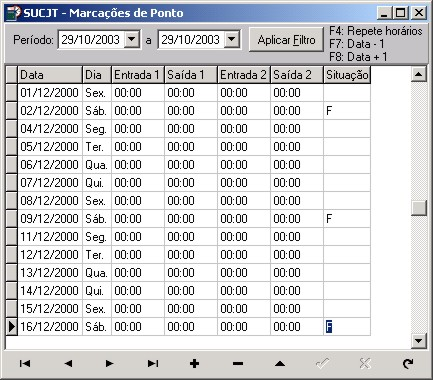 SUCJT - Marcações de Ponto
Período: 29/10/2003 a 29/10/2003 Aplicar Filtro
F4: Repete horários
F7: Data - 1
F8: Data + 1
Data Dia Entrada 1 Saída 1 Entrada 2 Saída 2 Situação
01/12/2000 Sex. 00:00 00:00 00:00 00:00
02/12/2000 Sáb. 00:00 00:00 00:00 00:00 F
04/12/2000 Seg. 00:00 00:00 00:00 00:00
05/12/2000 Ter. 00:00 00:00 00:00 00:00
06/12/2000 Qua. 00:00 00:00 00:00 00:00
07/12/2000 Qui. 00:00 00:00 00:00 00:00
08/12/2000 Sex. 00:00 00:00 00:00 00:00
09/12/2000 Sáb. 00:00 00:00 00:00 00:00 F
11/12/2000 Seg. 00:00 00:00 00:00 00:00
12/12/2000 Ter. 00:00 00:00 00:00 00:00
13/12/2000 Qua. 00:00 00:00 00:00 00:00
14/12/2000 Qui. 00:00 00:00 00:00 00:00
15/12/2000 Sex. 00:00 00:00 00:00 00:00
16/12/2000 Sáb. 00:00 00:00 00:00 00:00 F